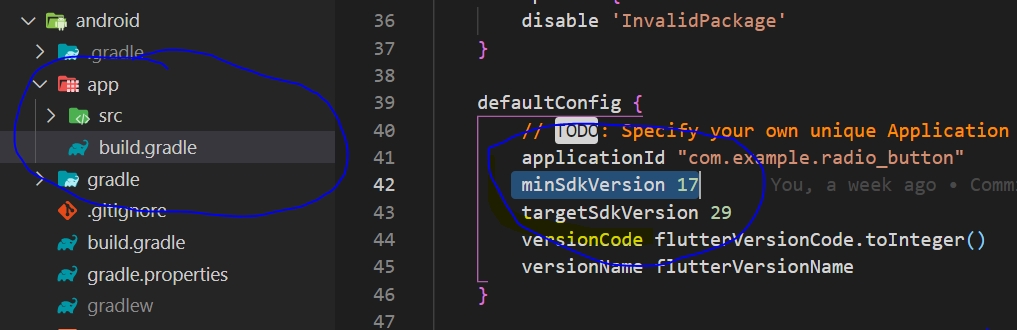 android
.gradle
app
src
build.gradle
gradle
.gitignore
build.gradle
gradle.properties
gradlew
36 disable 'InvalidPackage'
37 }
38
39 defaultConfig {
40 // TODO: Specify your own unique Application
41 applicationId "com.example.radio_button"
42 minSdkVersion 17 You, a week ago • Commi
43 targetSdkVersion 29
44 versionCode flutterVersionCode.toInteger()
45 versionName flutterVersionName
46 }
47